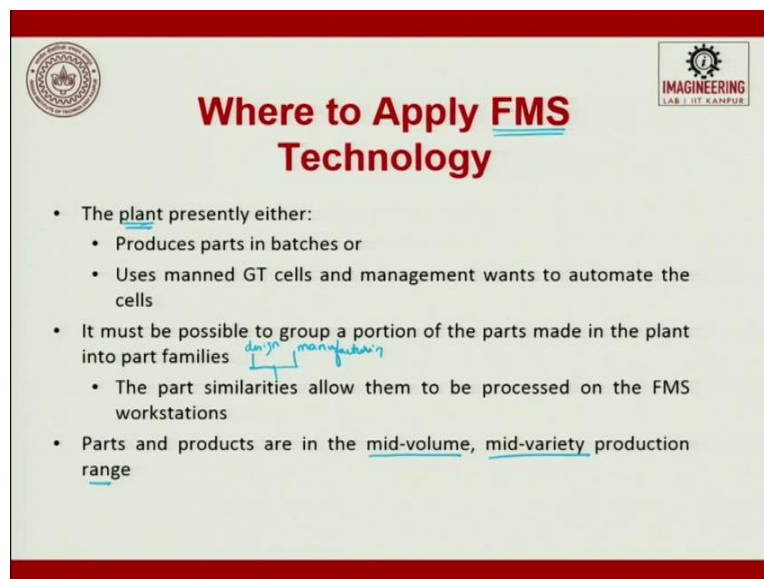 IMAGINEERING
LAB | IIT KANPUR
Where to Apply FMS
Technology
• The plant presently either:
• Produces parts in batches or
• Uses manned GT cells and management wants to automate the
cells
• It must be possible to group a portion of the parts made in the plant
into part families
design manufacturin
• The part similarities allow them to be processed on the FMS
workstations
• Parts and products are in the mid-volume, mid-variety production
range